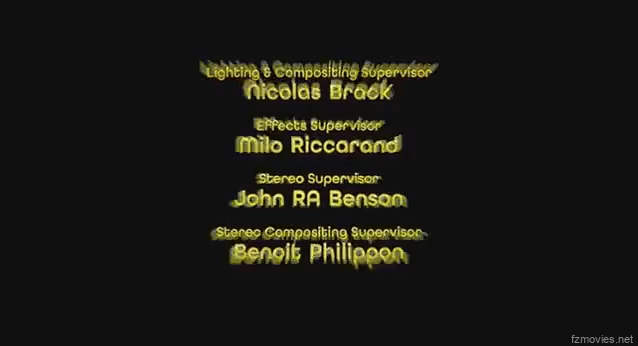 Lighting & Compositing Supervisor
Nicolas Brack
Effects Supervisor
Milo Riccarand
Stereo Supervisor
John RA Benson
Stereo Compositing Supervisor
Benoit Philippon
fzmovies.net